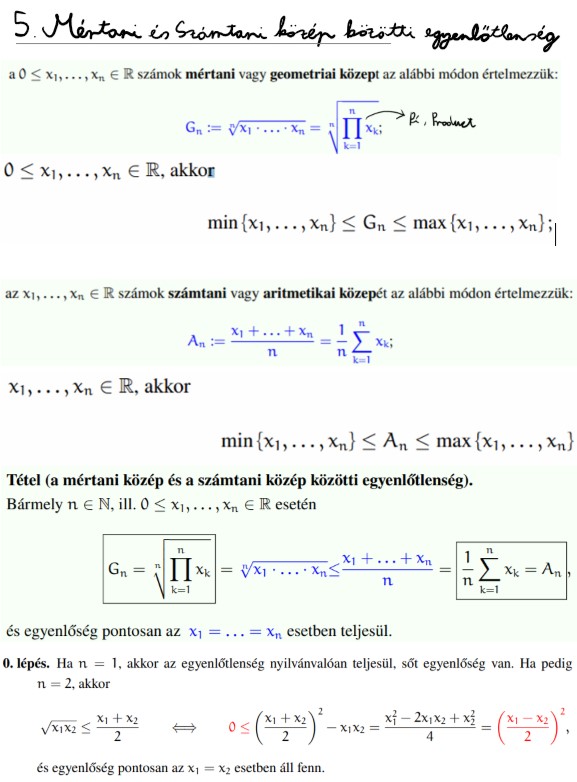 5. Mértani és Számtani közép közötti egyenlőtlenség
a 0 ≤ x₁, . . . , xₙ ∈ ℝ számok mértani vagy geometriai közept az alábbi módon értelmezzük:
Gₙ := ⁿ√(x₁ · . . . · xₙ) = ⁿ√(∏ₖ₌₁ⁿ xₖ); → Pi, Product
0 ≤ x₁, . . . , xₙ ∈ ℝ, akkor
min {x₁, . . . , xₙ} ≤ Gₙ ≤ max {x₁, . . . , xₙ};
az x₁, . . . , xₙ ∈ ℝ számok számtani vagy aritmetikai közepét az alábbi módon értelmezzük:
Aₙ := (x₁ + . . . + xₙ)/n = 1/n ∑ₖ₌₁ⁿ xₖ;
x₁, . . . , xₙ ∈ ℝ, akkor
min {x₁, . . . , xₙ} ≤ Aₙ ≤ max {x₁, . . . , xₙ}
Tétel (a mértani közép és a számtani közép közötti egyenlőtlenség).
Bármely n ∈ ℕ, ill. 0 ≤ x₁, . . . , xₙ ∈ ℝ esetén
Gₙ = ⁿ√(∏ₖ₌₁ⁿ xₖ) = ⁿ√(x₁ · . . . · xₙ) ≤ (x₁ + . . . + xₙ)/n = 1/n ∑ₖ₌₁ⁿ xₖ = Aₙ,
és egyenlőség pontosan az x₁ = . . . = xₙ esetben teljesül.
0. lépés. Ha n = 1, akkor az egyenlőtlenség nyilvánvalóan teljesül, sőt egyenlőség van. Ha pedig
n = 2, akkor
√(x₁x₂) ≤ (x₁ + x₂)/2 ⟺ 0 ≤ ((x₁ + x₂)/2)² − x₁x₂ = (x₁² − 2x₁x₂ + x₂²)/4 = ((x₁ − x₂)/2)²,
és egyenlőség pontosan az x₁ = x₂ esetben áll fenn.